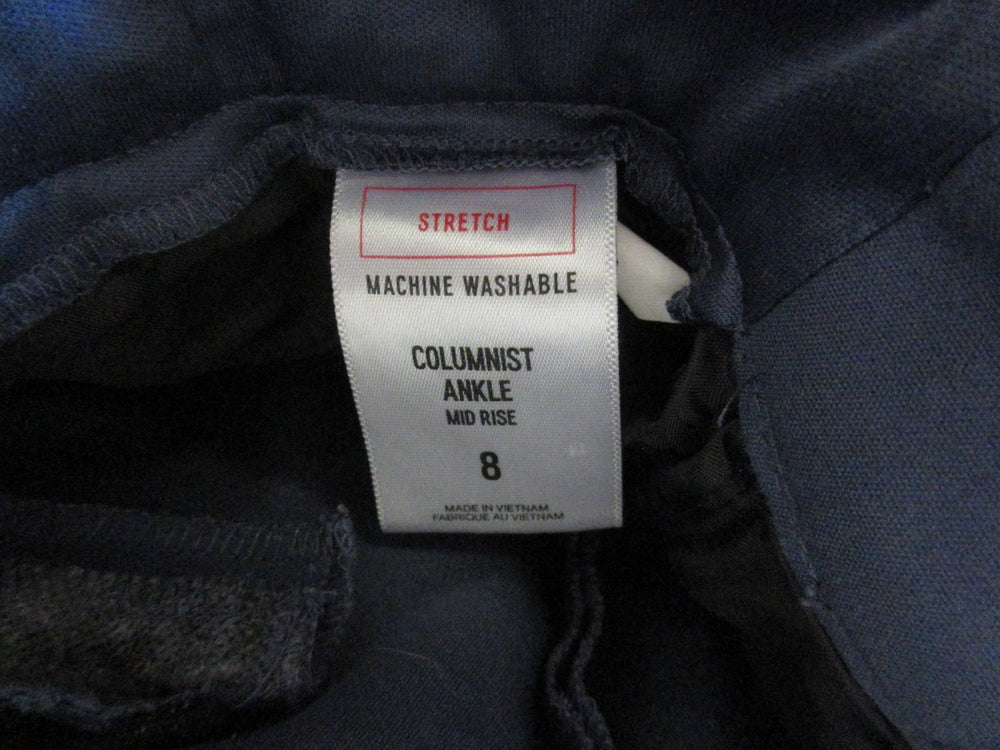 STRETCH
MACHINE WASHABLE
COLUMNIST
ANKLE
MID RISE
8
MADE IN VIETNAM
FABRIQUE AU VIETNAM